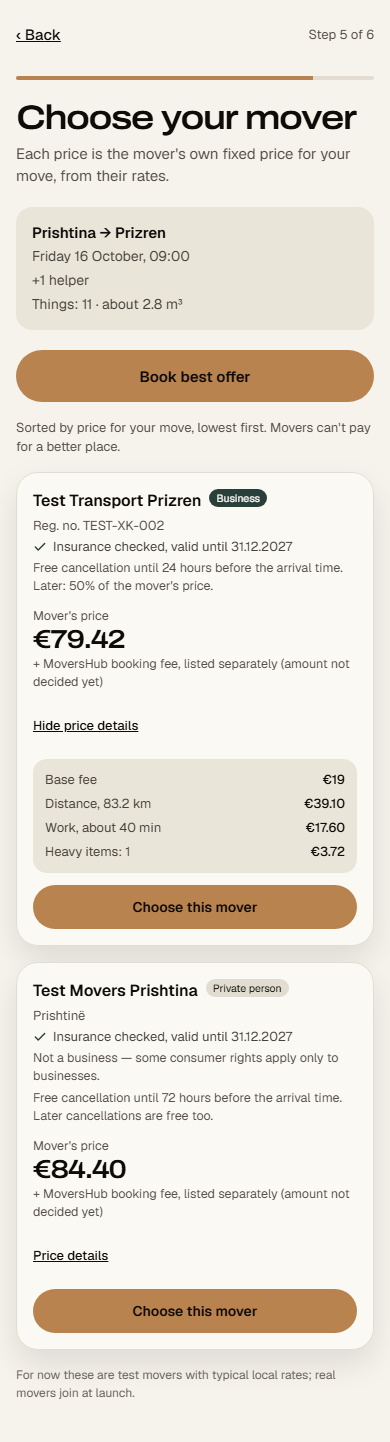 ‹ Back
Step 5 of 6
Choose your mover
Each price is the mover's own fixed price for your
move, from their rates.
Prishtina → Prizren
Friday 16 October, 09:00
+1 helper
Things: 11 · about 2.8 m³
Book best offer
Sorted by price for your move, lowest first. Movers can't pay
for a better place.
Test Transport Prizren Business
Reg. no. TEST-XK-002
✓ Insurance checked, valid until 31.12.2027
Free cancellation until 24 hours before the arrival time.
Later: 50% of the mover's price.
Mover's price
€79.42
+ MoversHub booking fee, listed separately (amount not
decided yet)
Hide price details
Base fee €19
Distance, 83.2 km €39.10
Work, about 40 min €17.60
Heavy items: 1 €3.72
Choose this mover
Test Movers Prishtina Private person
Prishtinë
✓ Insurance checked, valid until 31.12.2027
Not a business — some consumer rights apply only to
businesses.
Free cancellation until 72 hours before the arrival time.
Later cancellations are free too.
Mover's price
€84.40
+ MoversHub booking fee, listed separately (amount not
decided yet)
Price details
Choose this mover
For now these are test movers with typical local rates; real
movers join at launch.